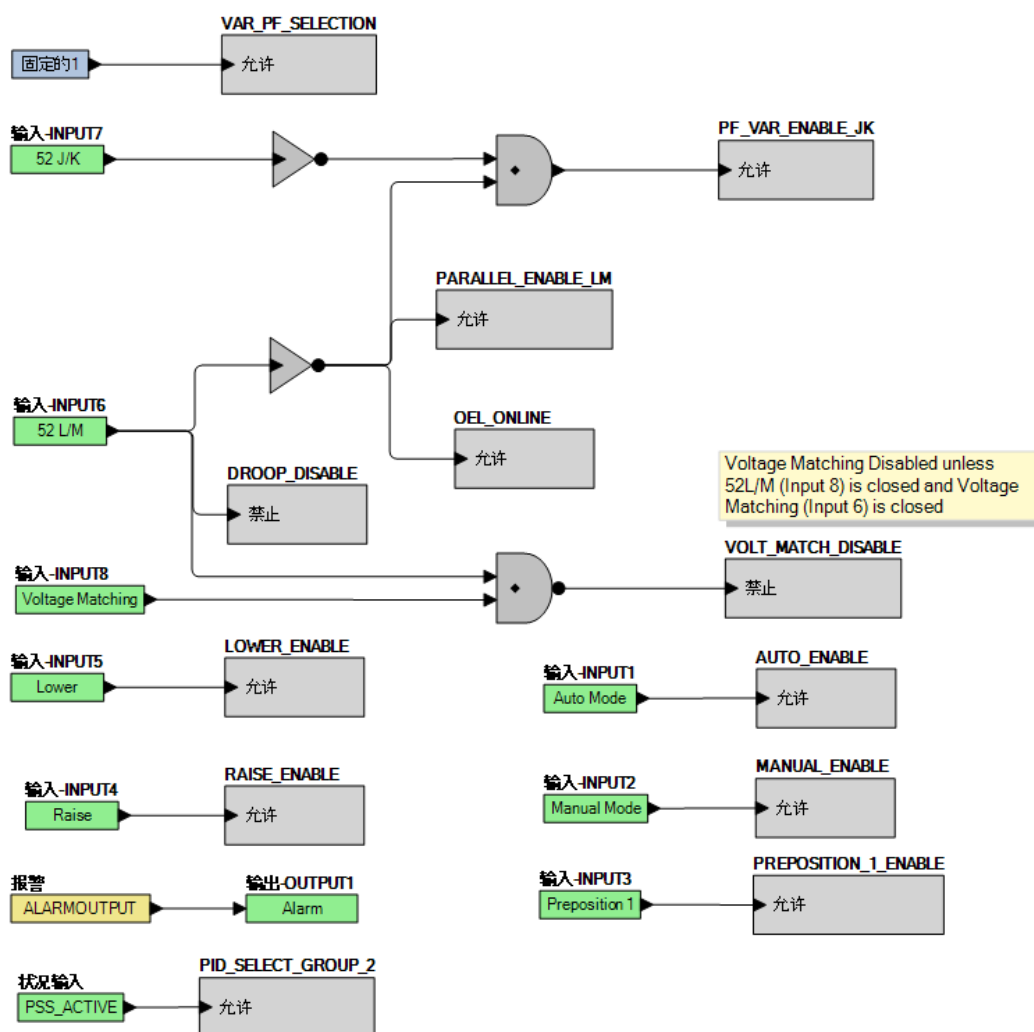 VAR_PF_SELECTION
固定的1
允许
输入-INPUT7
52 J/K
PF_VAR_ENABLE_JK
允许
PARALLEL_ENABLE_LM
允许
输入-INPUT6
52 L/M
OEL_ONLINE
允许
DROOP_DISABLE
禁止
Voltage Matching Disabled unless
52L/M (Input 8) is closed and Voltage
Matching (Input 6) is closed
输入-INPUT8
Voltage Matching
VOLT_MATCH_DISABLE
禁止
输入-INPUT5
Lower
LOWER_ENABLE
允许
输入-INPUT1
Auto Mode
AUTO_ENABLE
允许
输入-INPUT4
Raise
RAISE_ENABLE
允许
输入-INPUT2
Manual Mode
MANUAL_ENABLE
允许
报警
ALARMOUTPUT
输出-OUTPUT1
Alarm
输入-INPUT3
Preposition 1
PREPOSITION_1_ENABLE
允许
状况输入
PSS_ACTIVE
PID_SELECT_GROUP_2
允许